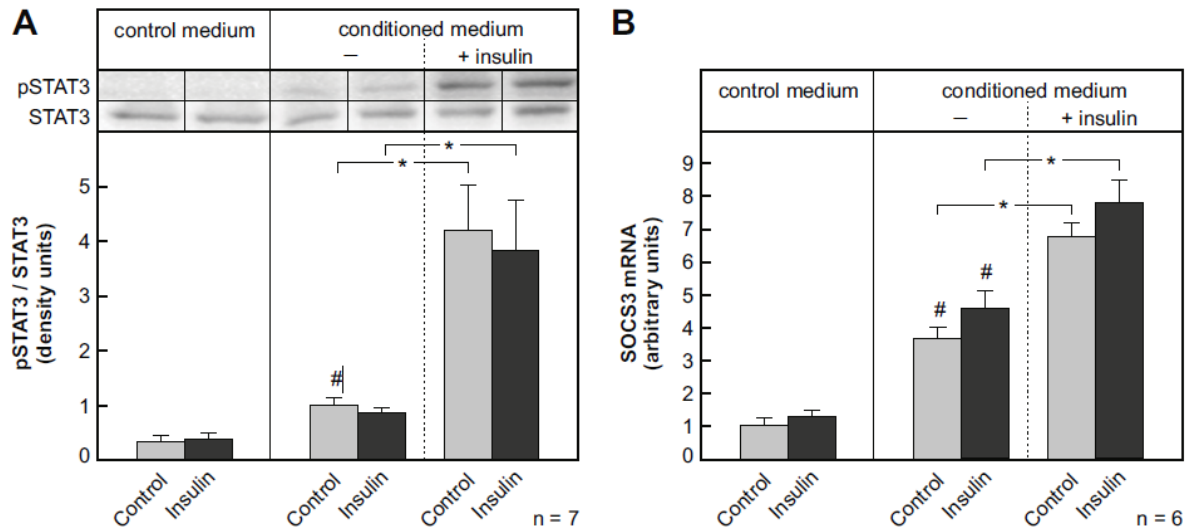 A
control medium
conditioned medium
–
+ insulin
pSTAT3
STAT3
*
*
pSTAT3 / STAT3
(density units)
5
4
3
2
1
0
#
Control
Insulin
Control
Insulin
Control
Insulin
n = 7
B
control medium
conditioned medium
–
+ insulin
*
*
SOCS3 mRNA
(arbitrary units)
9
8
7
6
5
4
3
2
1
0
#
#
Control
Insulin
Control
Insulin
Control
Insulin
n = 6